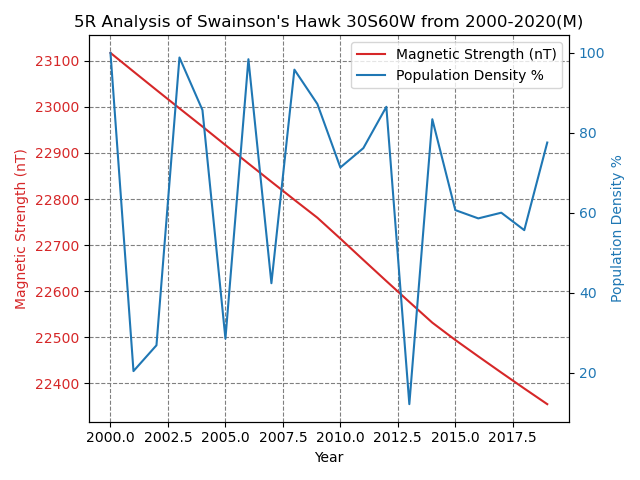 5R Analysis of Swainson's Hawk 30S60W from 2000-2020(M)
Magnetic Strength (nT)
Population Density %
23100
23000
22900
22800
22700
22600
22500
22400
Magnetic Strength (nT)
100
80
60
40
20
Population Density %
2000.0 2002.5 2005.0 2007.5 2010.0 2012.5 2015.0 2017.5
Year